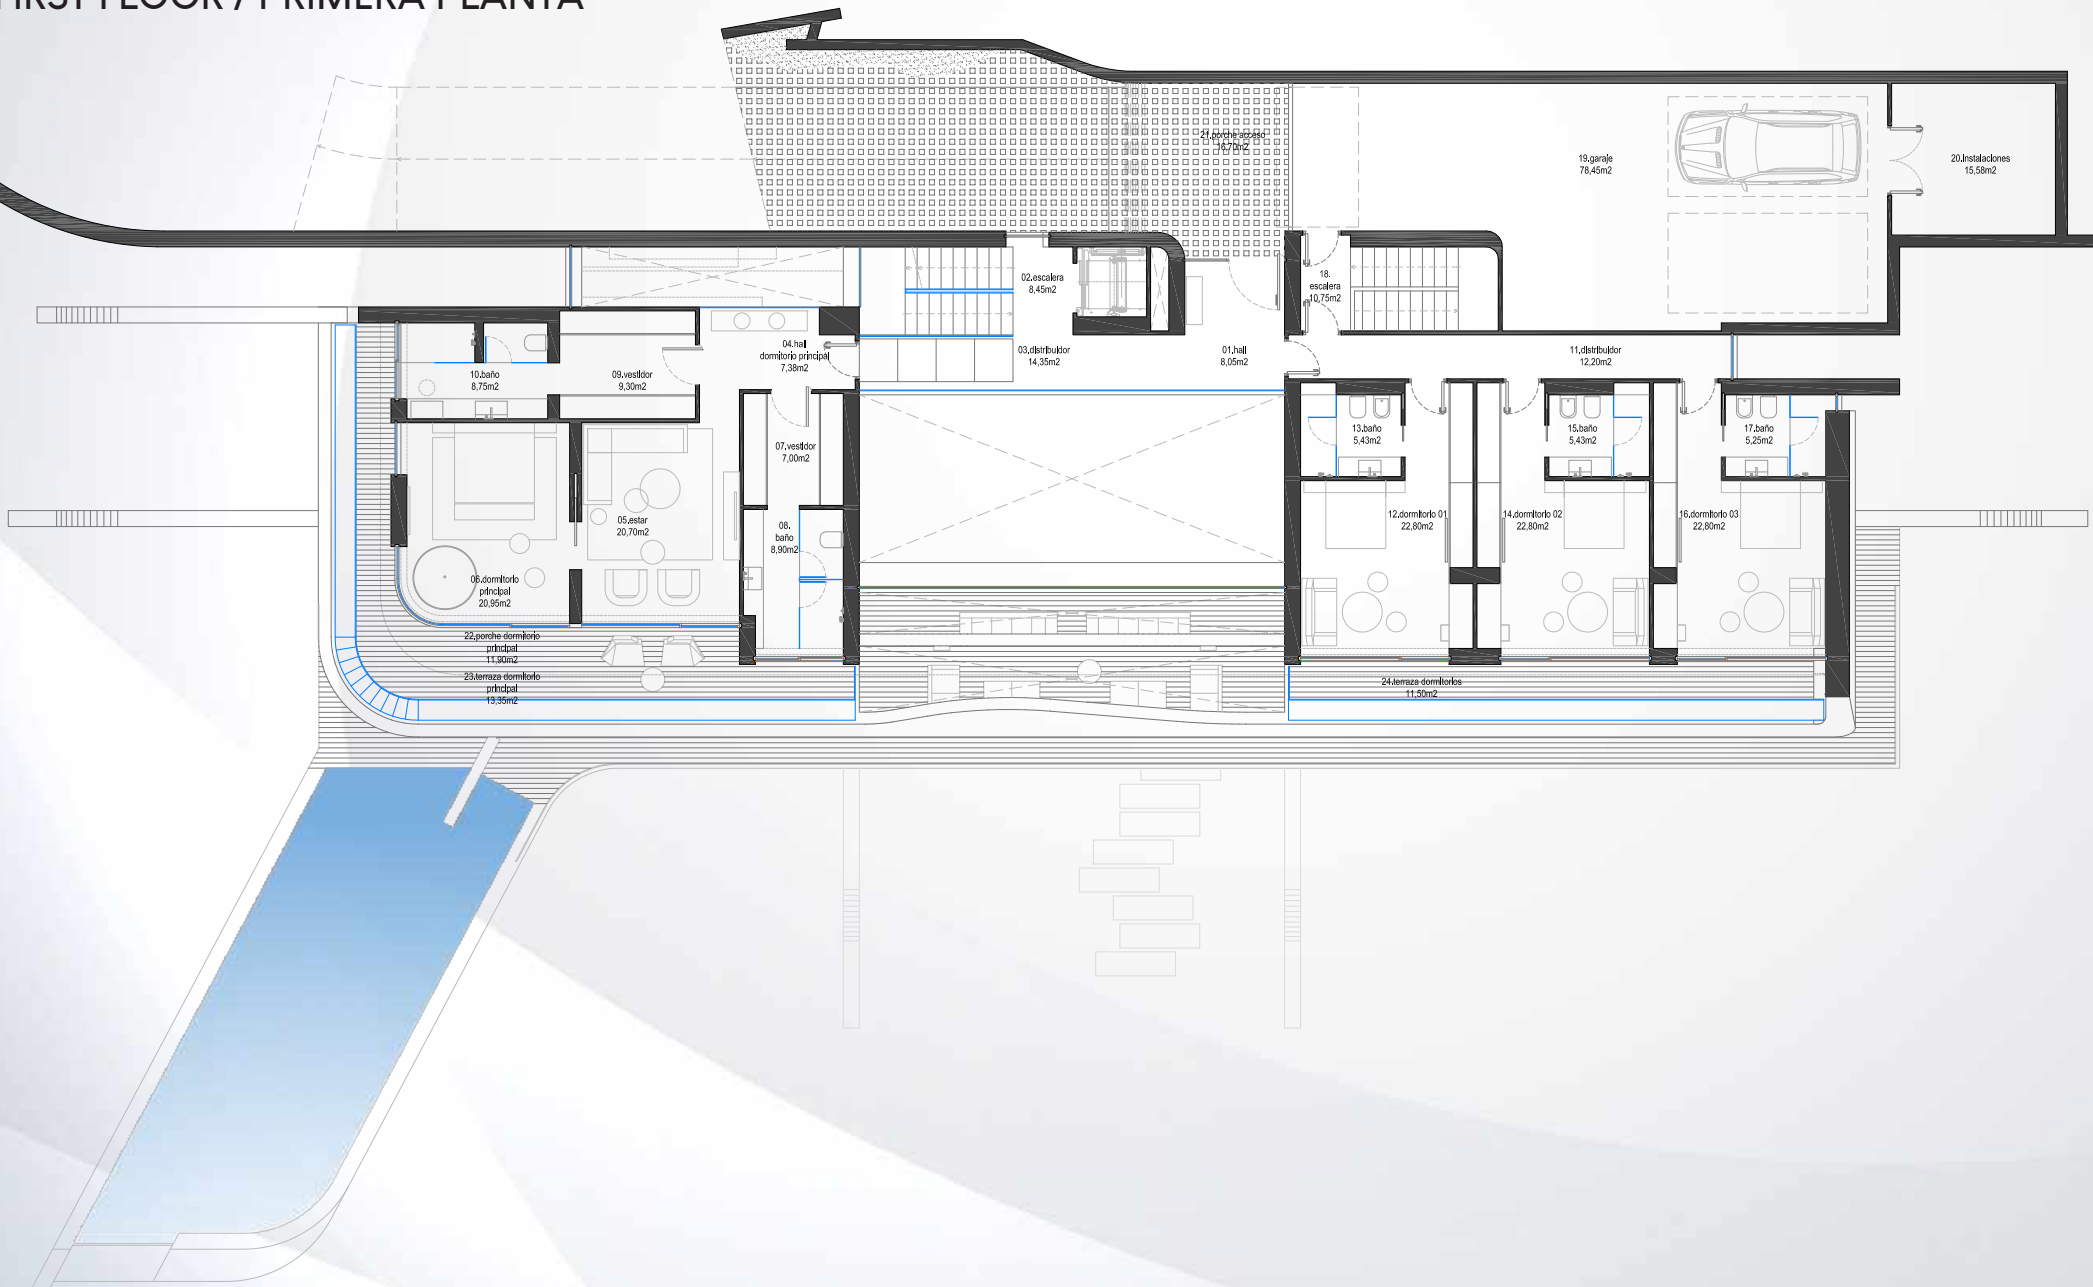 FIRST FLOOR / PRIMERA PLANTA
21.porche acceso
16,70m2
19.garaje
78,45m2
20.instalaciones
15,58m2
02.escalera
8,45m2
18.
escalera
10,75m2
04.hall
dormitorio principal
7,38m2
03.distribuidor
14,35m2
01.hall
8,05m2
11.distribuidor
12,20m2
10.baño
8,75m2
09.vestidor
9,30m2
07.vestidor
7,00m2
13.baño
5,43m2
15.baño
5,43m2
17.baño
5,25m2
05.estar
20,70m2
08.
baño
8,90m2
12.dormitorio 01
22,80m2
14.dormitorio 02
22,80m2
16.dormitorio 03
22,80m2
06.dormitorio
principal
20,95m2
22.porche dormitorio
principal
11,90m2
23.terraza dormitorio
principal
13,35m2
24.terraza dormitorios
11,50m2